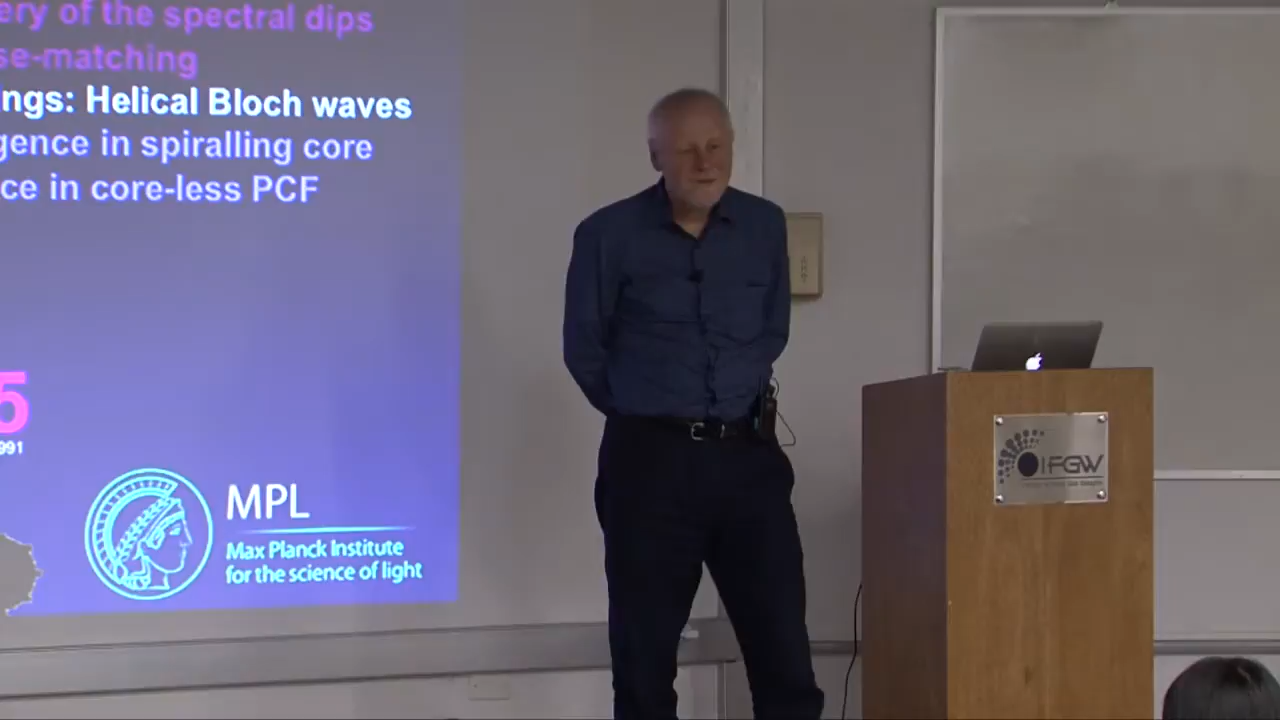 ery of the spectral dips
se-matching
ngs: Helical Bloch waves
gence in spiralling core
ce in core-less PCF
5
991
MPL
Max Planck Institute
for the science of light
IFGW